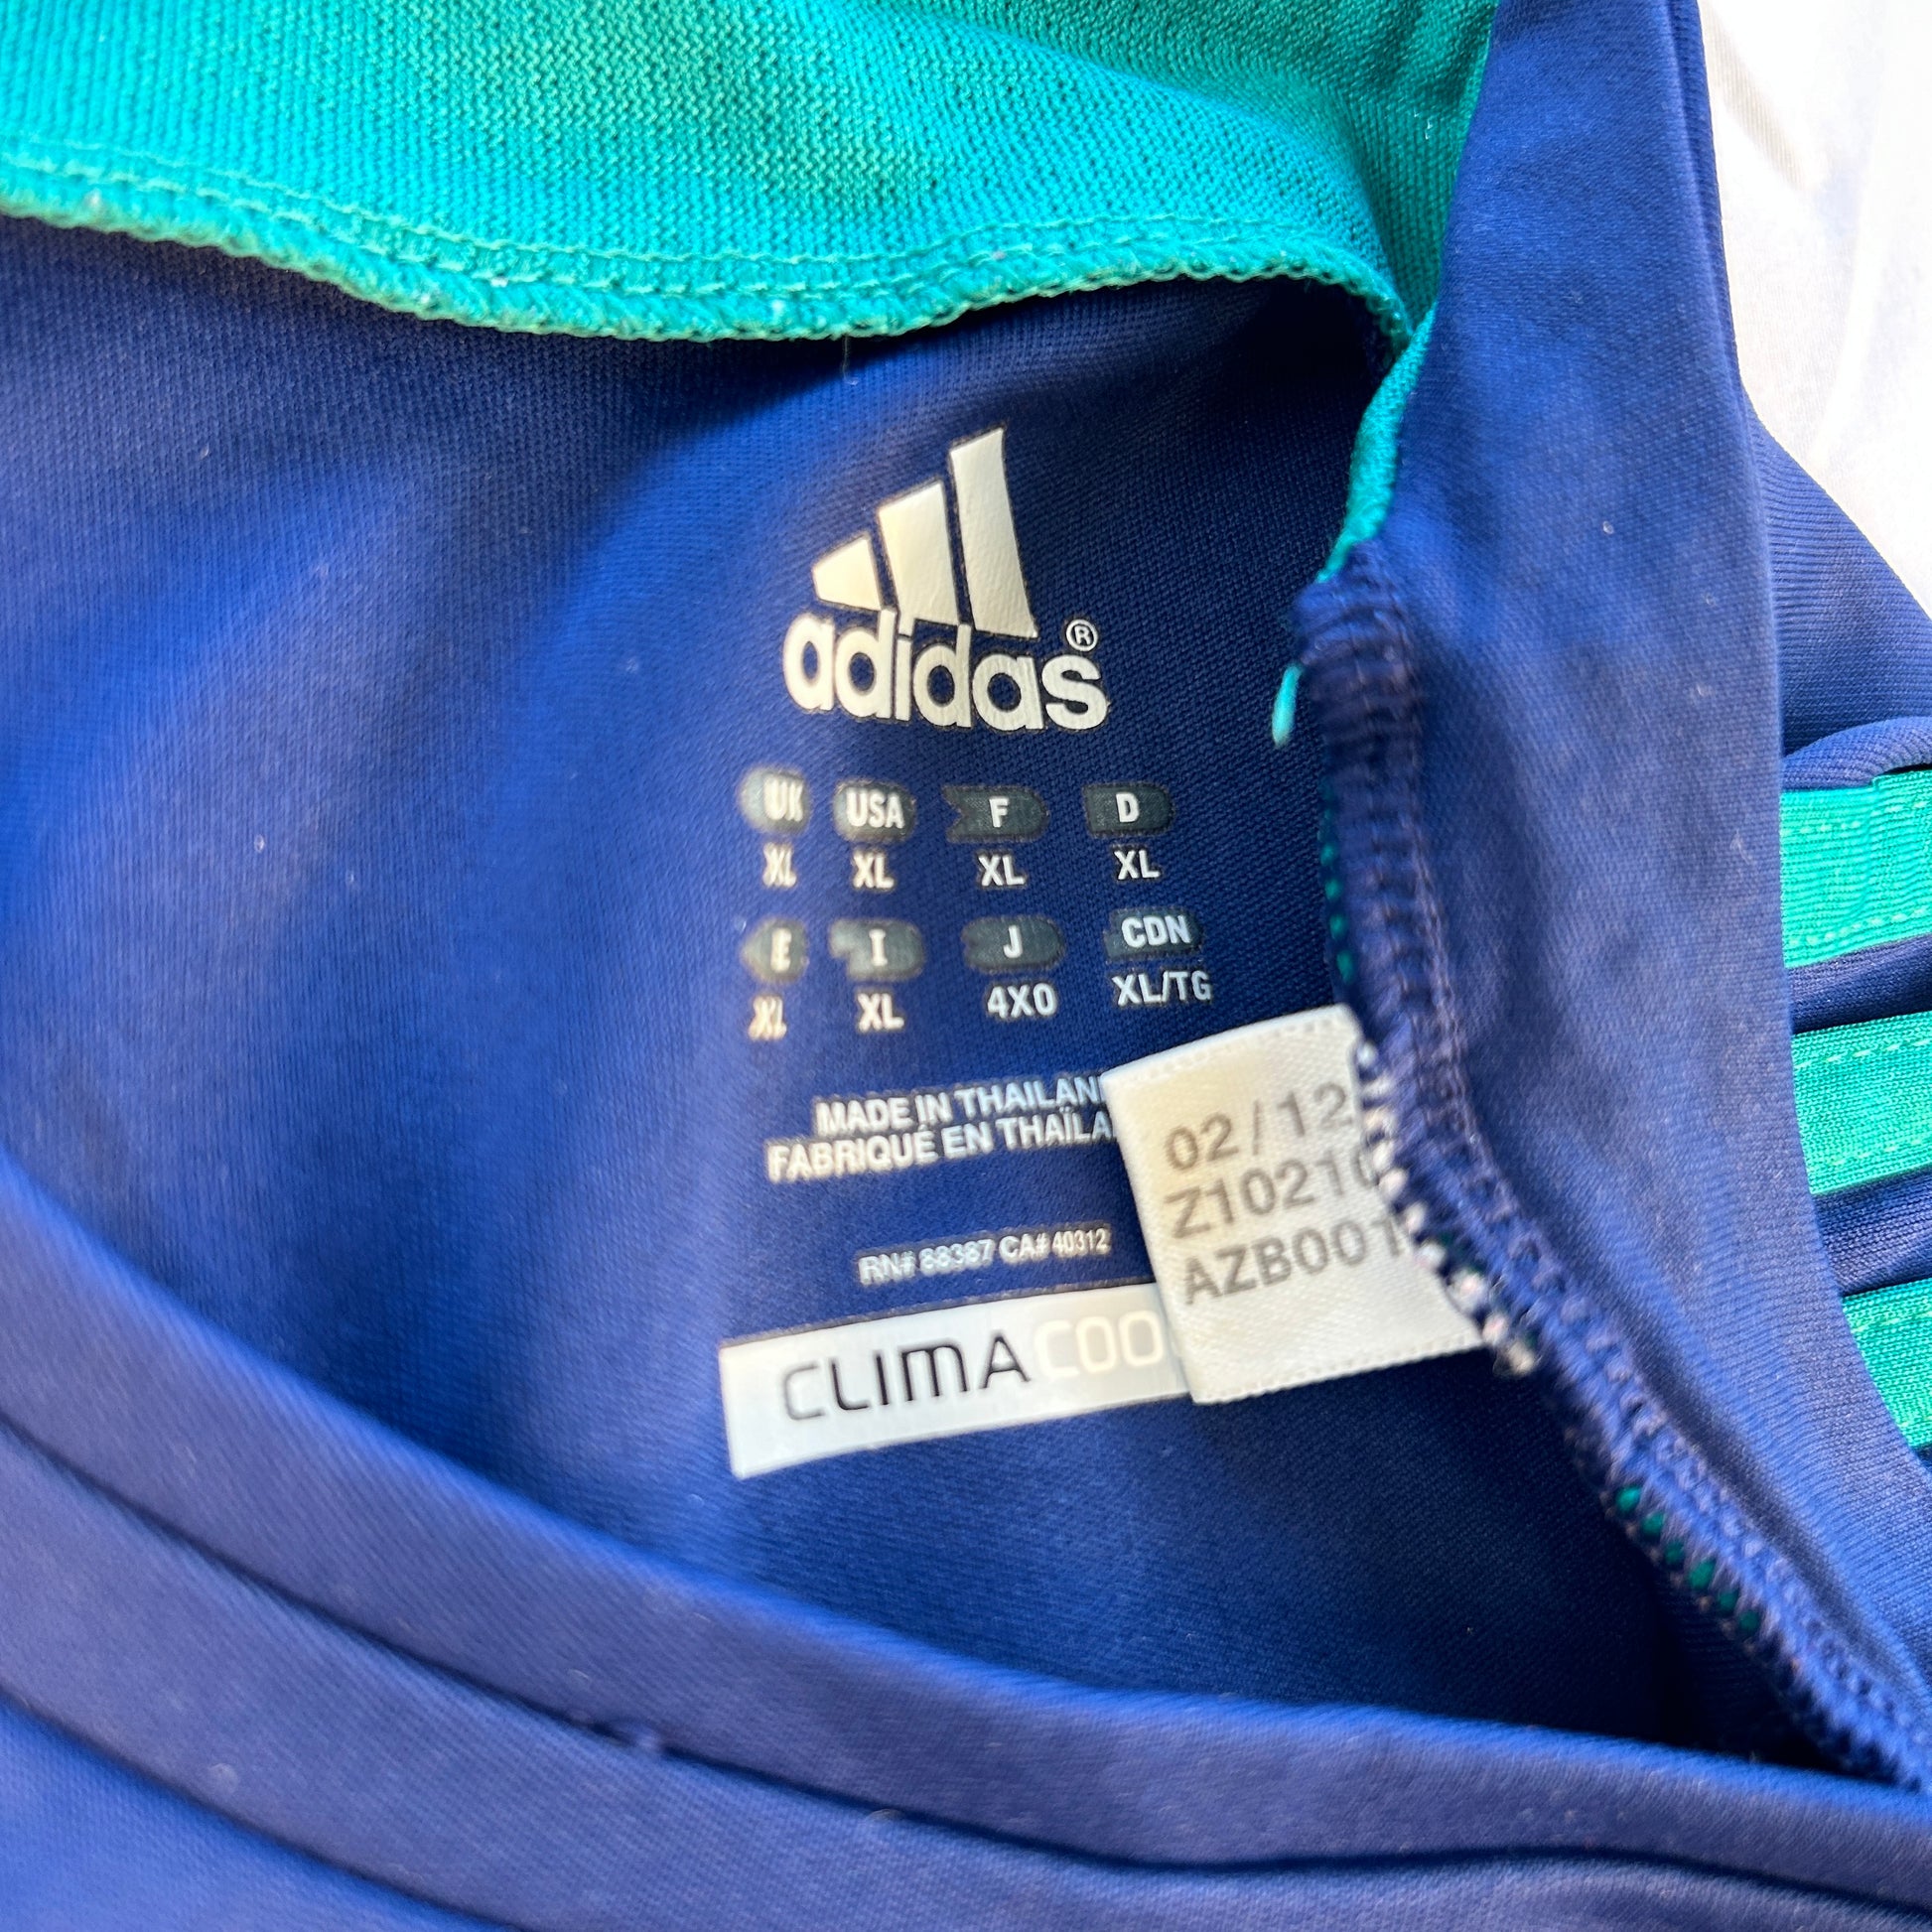 adidas®
UK USA F D
XL XL XL XL
E I J CDN
XL XL 4XO XL/TG
MADE IN THAILAN
FABRIQUÉ EN THAÏLA
RN# 88387 CA# 40312
CLIMACOO
02/12
Z10210
AZB001